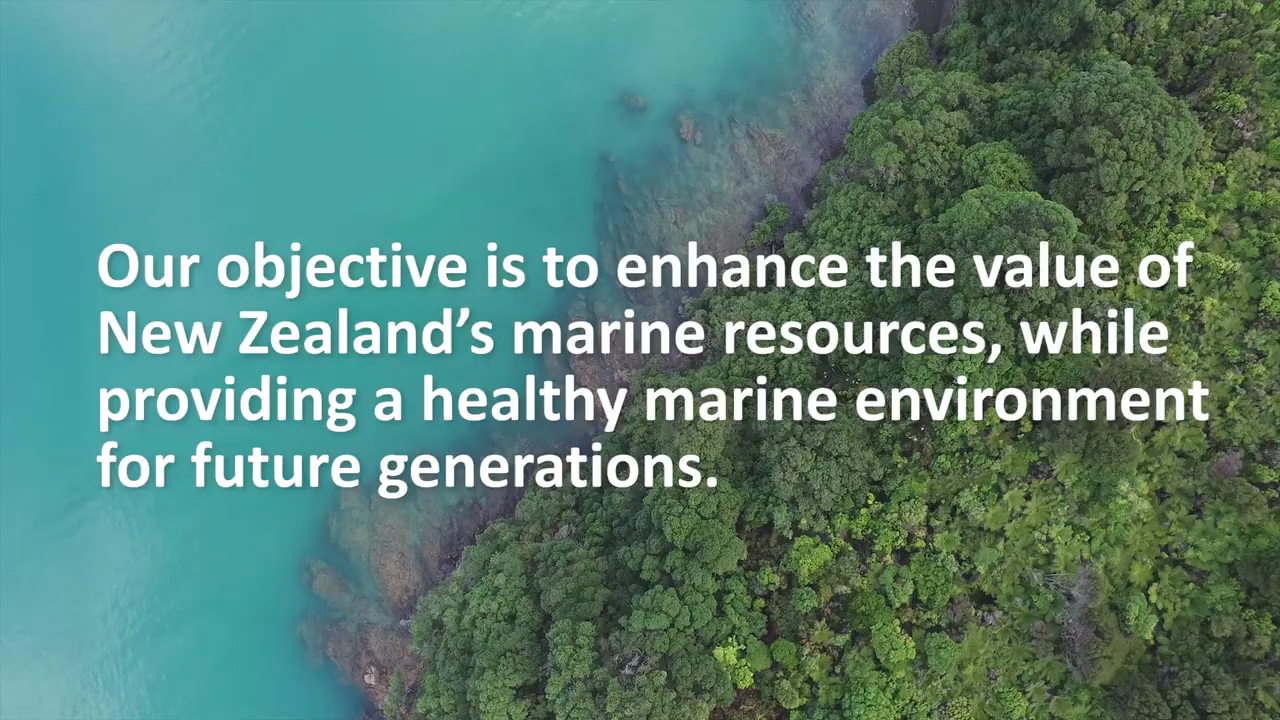 Our objective is to enhance the value of
New Zealand’s marine resources, while
providing a healthy marine environment
for future generations.